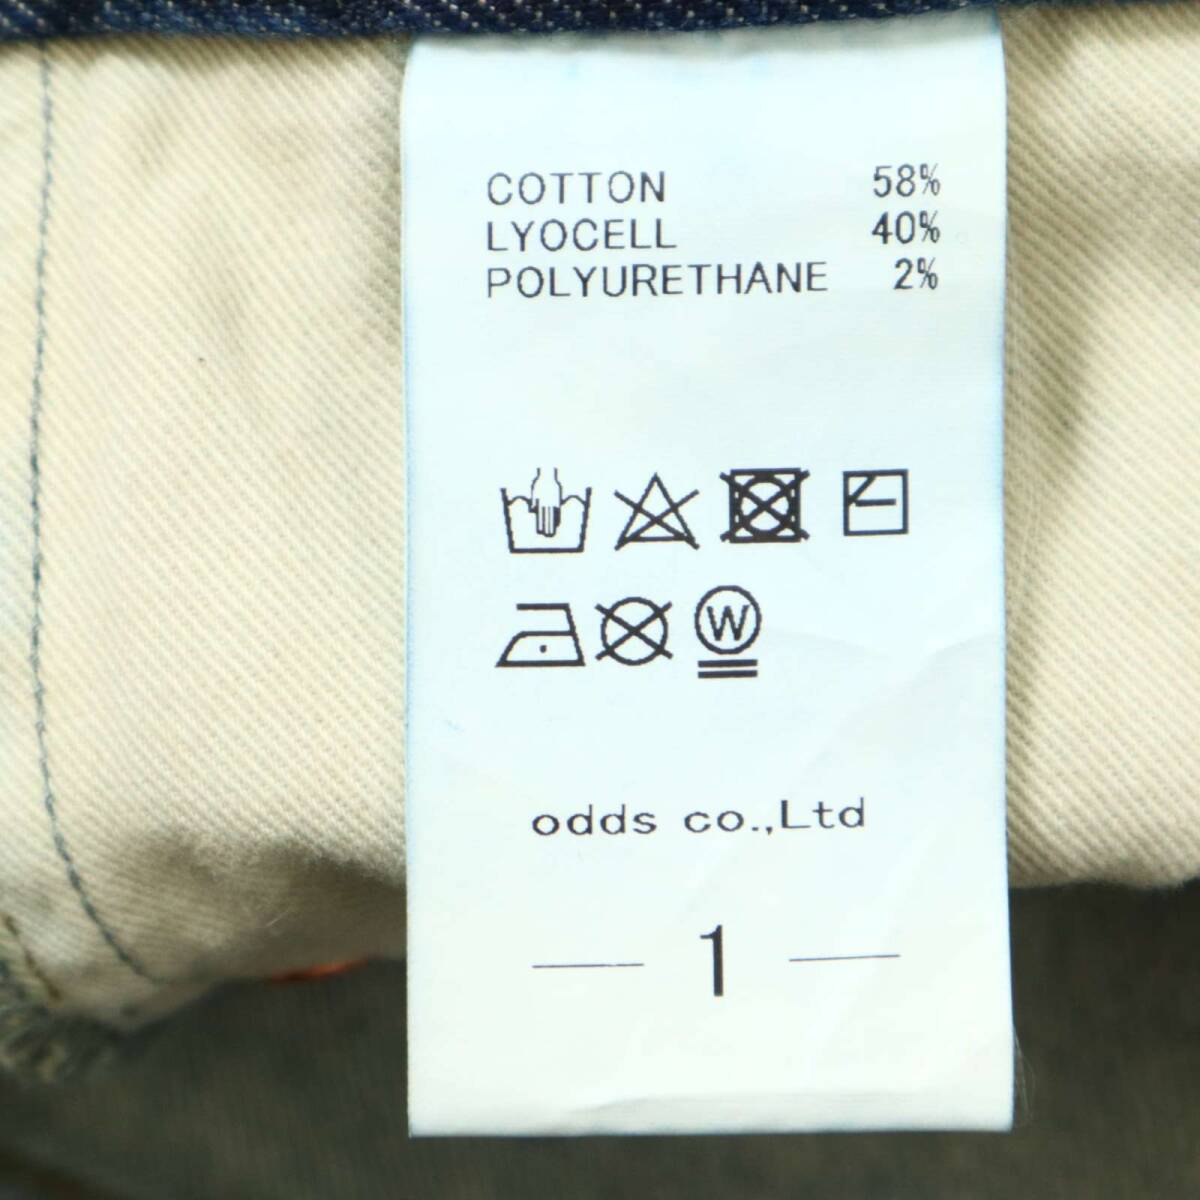 COTTON 58%
LYOCELL 40%
POLYURETHANE 2%
W
odds co.,Ltd
— 1 —